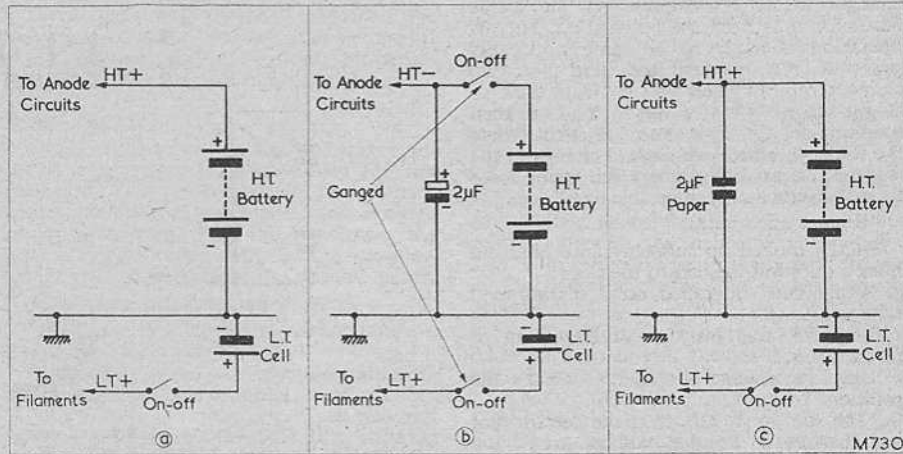 To Anode
Circuits
HT+
+
H.T.
Battery
-
-
L.T.
Cell
+
To
Filaments
LT+
On-off
a
To Anode
Circuits
HT-
On-off
+
+
2µF
-
H.T.
Battery
-
Ganged
-
L.T.
Cell
+
To
Filaments
LT+
On-off
b
To Anode
Circuits
HT+
+
2µF
Paper
H.T.
Battery
-
-
L.T.
Cell
+
To
Filaments
LT+
On-off
c
M730